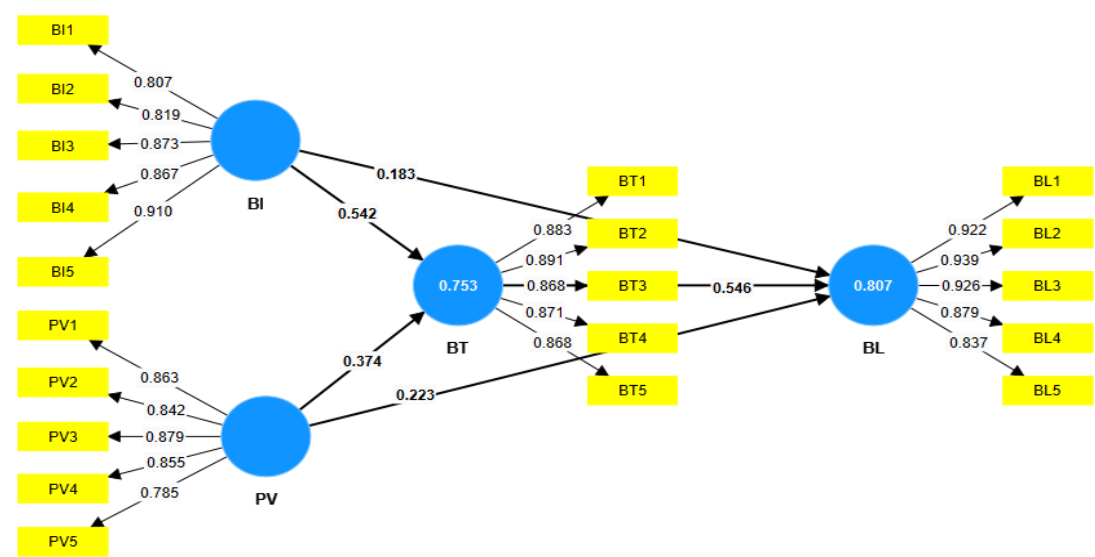 BI1
0.807
BI2
0.819
BI3
0.873
BI4
0.867
BI5
0.910
BI
0.183
0.542
PV1
0.863
PV2
0.842
PV3
0.879
PV4
0.855
PV5
0.785
PV
0.374
0.223
0.753
BT
BT1
0.883
BT2
0.891
BT3
0.868
BT4
0.871
BT5
0.868
0.546
0.807
BL
BL1
0.922
BL2
0.939
BL3
0.926
BL4
0.879
BL5
0.837